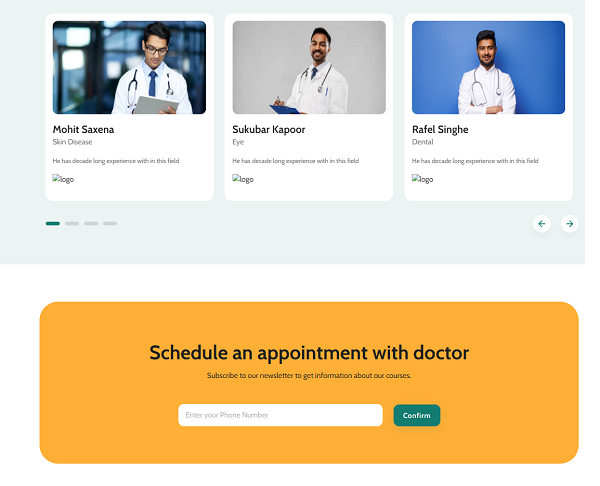 Mohit Saxena
Skin Disease
He has decade long experience with in this field
logo
Sukubar Kapoor
Eye
He has decade long experience with in this field
logo
Rafel Singhe
Dental
He has decade long experience with in this field
logo
Schedule an appointment with doctor
Subscribe to our newsletter to get information about our courses.
Enter your Phone Number
Confirm